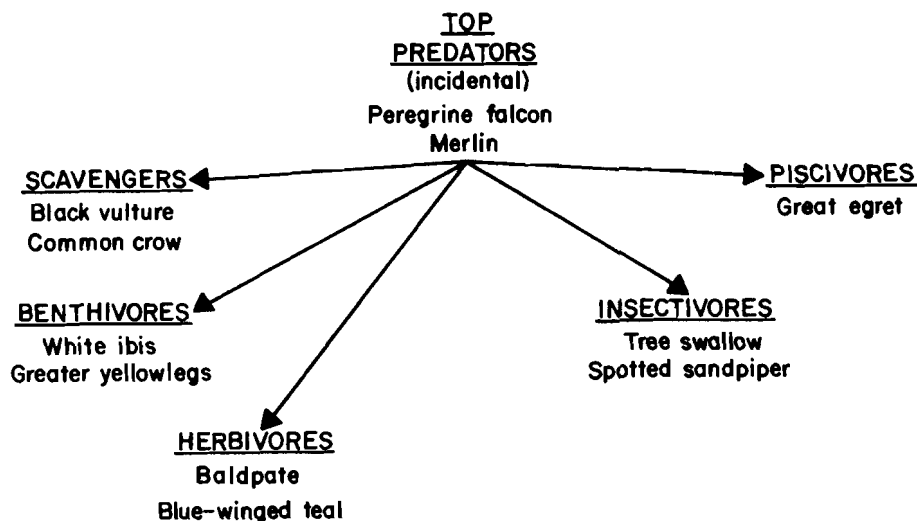 TOP
PREDATORS
(incidental)
Peregrine falcon
Merlin
SCAVENGERS
Black vulture
Common crow
PISCIVORES
Great egret
BENTHIVORES
White ibis
Greater yellowlegs
INSECTIVORES
Tree swallow
Spotted sandpiper
HERBIVORES
Baldpate
Blue-winged teal